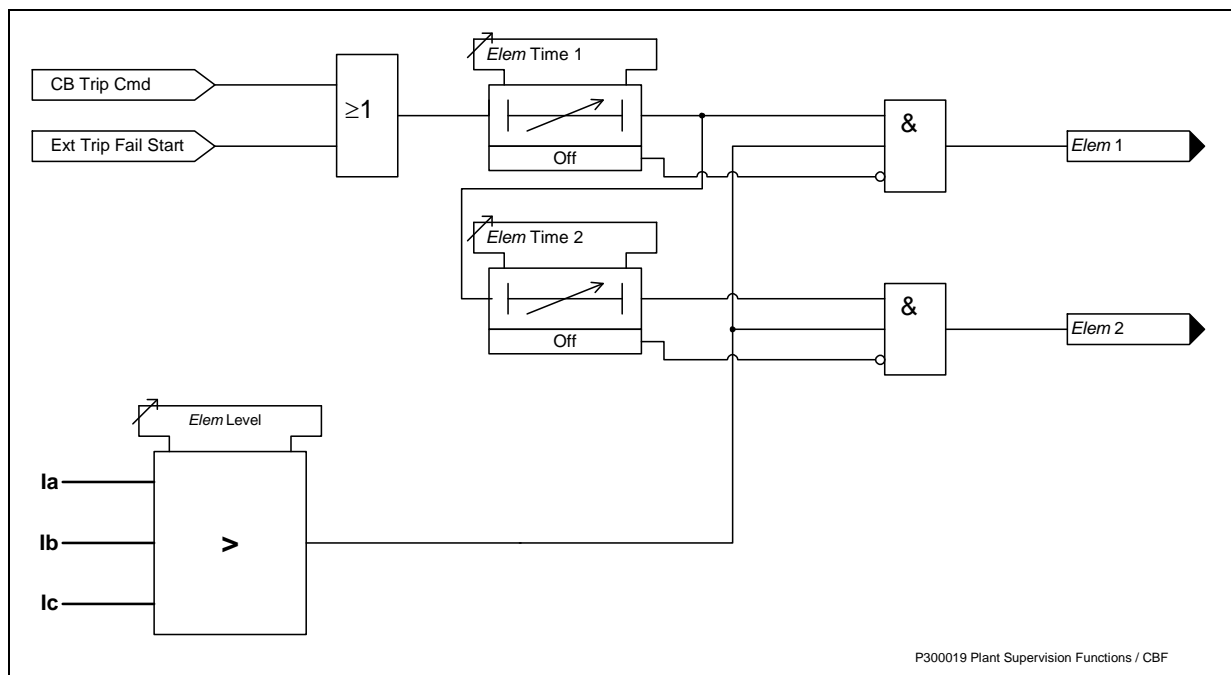 Elem Time 1
CB Trip Cmd
≥1
&
Off
Elem 1
Ext Trip Fail Start
Elem Time 2
&
Off
Elem 2
Elem Level
Ia
Ib
>
Ic
P300019 Plant Supervision Functions / CBF